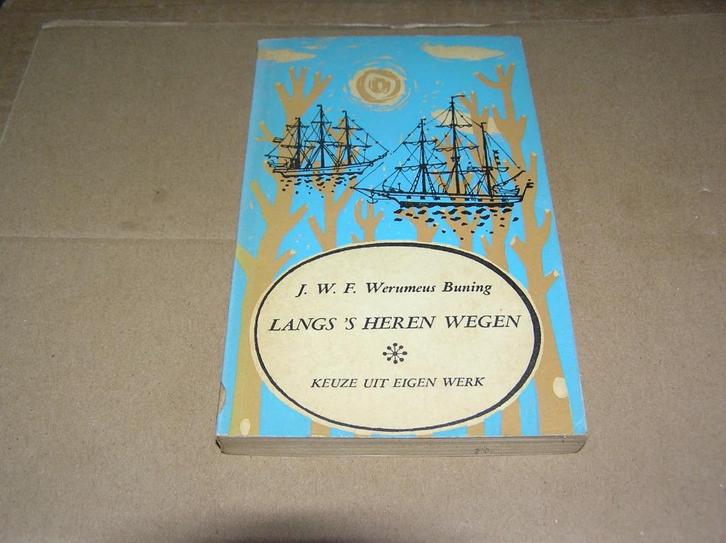 J. W. F. Werumeus Buning
LANGS 'S HEREN WEGEN
KEUZE UIT EIGEN WERK